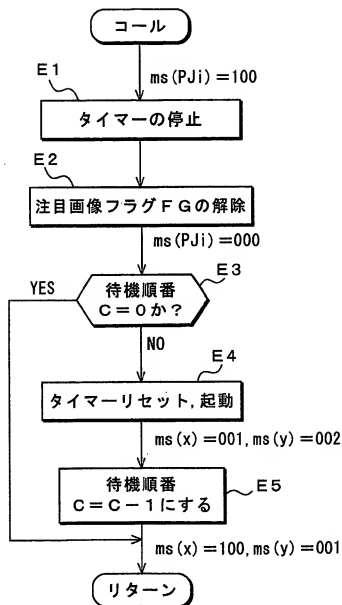 コール
ms(PJi)=100
E1
タイマーの停止
E2
注目画像フラグFGの解除
ms(PJi)=000
E3
待機順番
C=0か?
YES
NO
E4
タイマーリセット,起動
ms(x)=001,ms(y)=002
待機順番
C=C-1にする
E5
ms(x)=100,ms(y)=001
リターン